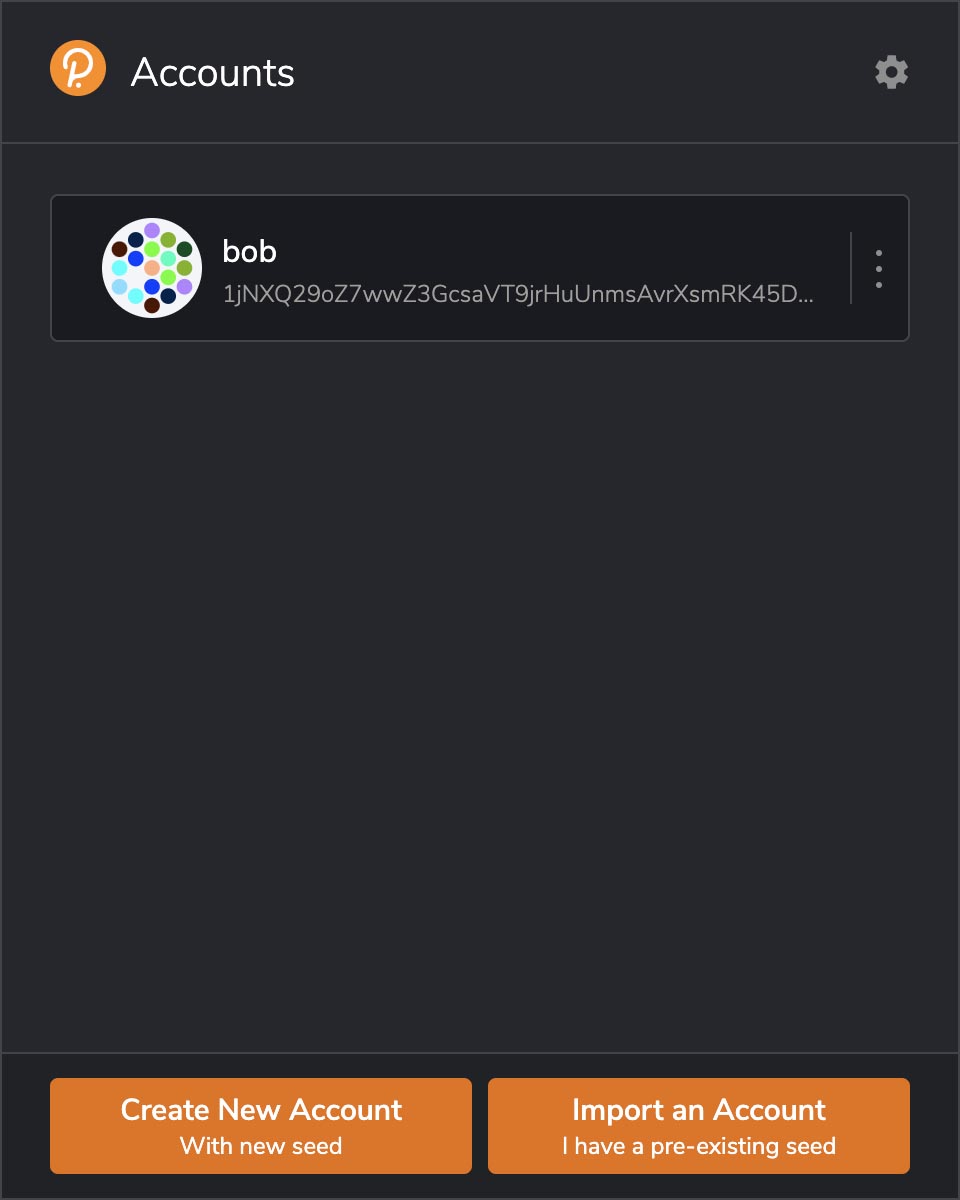 Accounts
bob
1jNXQ29oZ7wwZ3GcsaVT9jrHuUnmsAvrXsmRK45D...
Create New Account
With new seed
Import an Account
I have a pre-existing seed